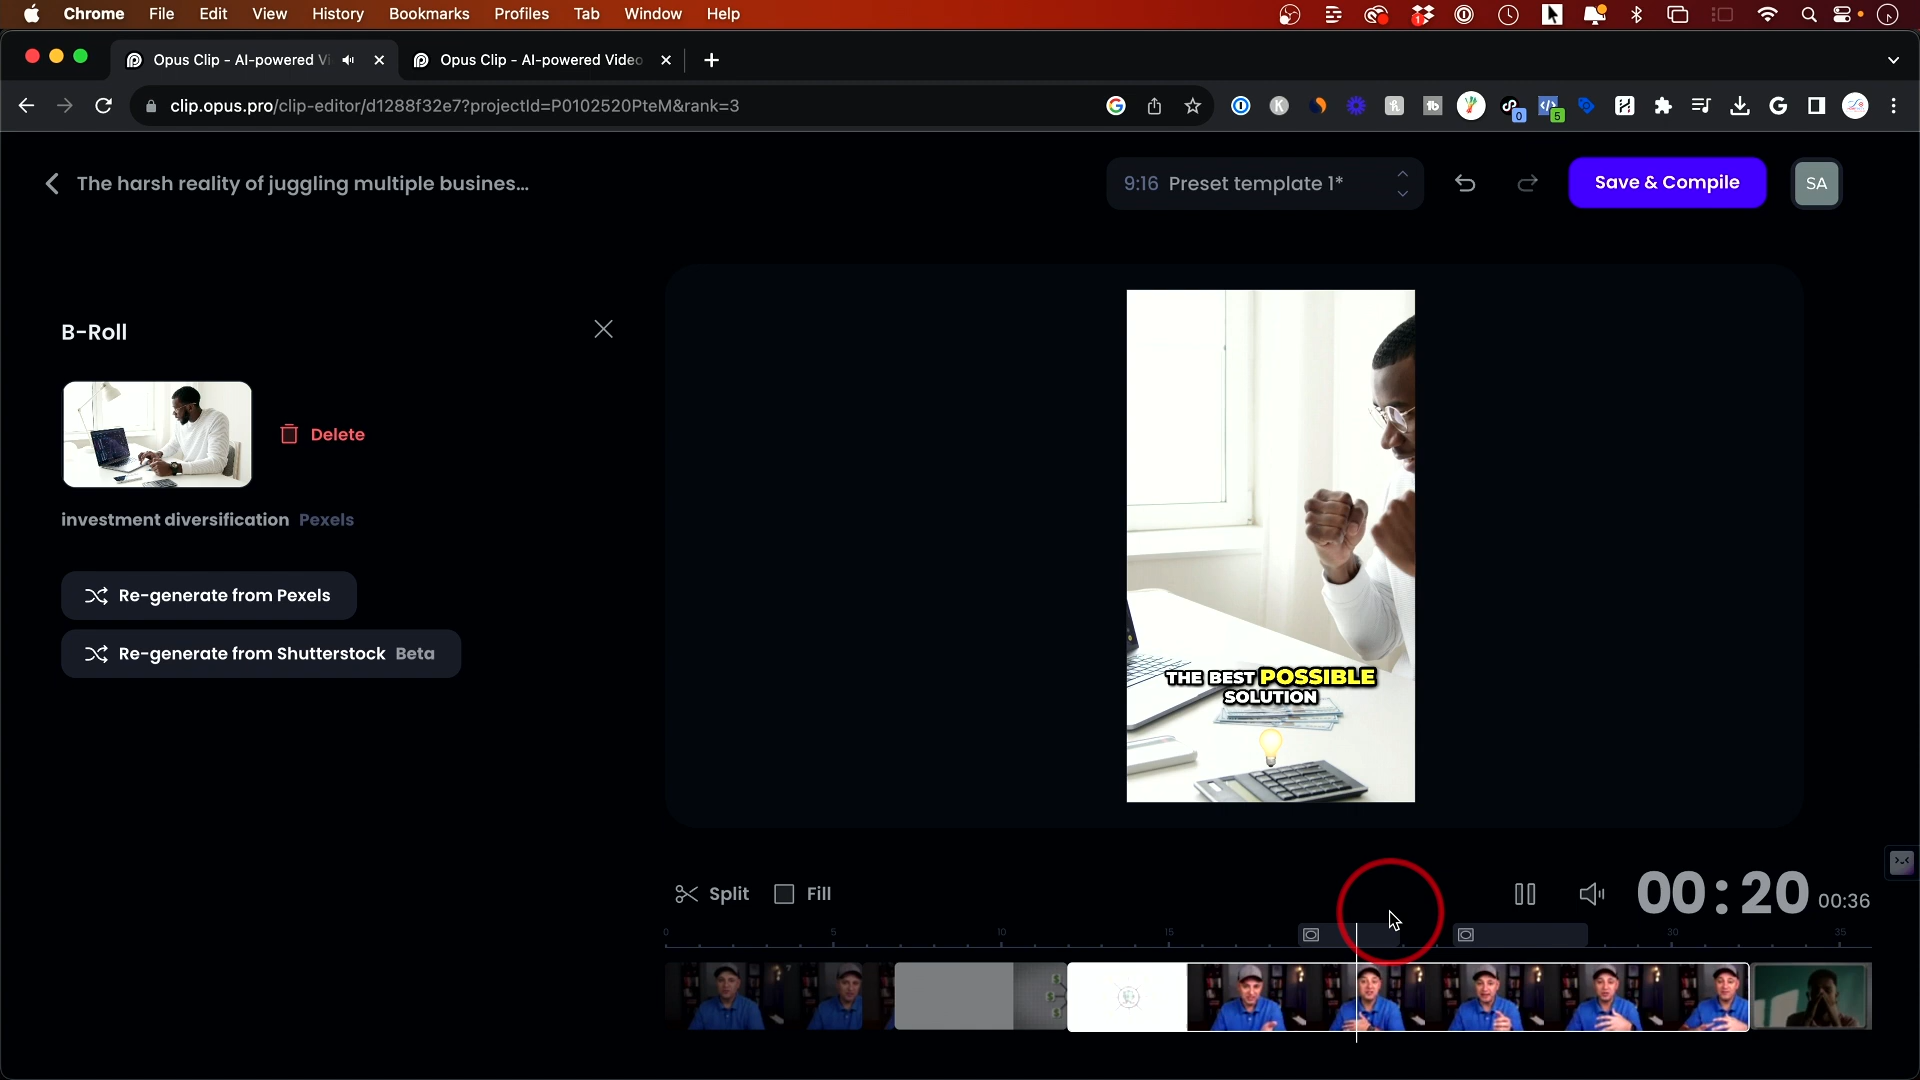 Chrome File Edit View History Bookmarks Profiles Tab Window Help
Opus Clip - AI-powered Vi
Opus Clip - AI-powered Video
clip.opus.pro/clip-editor/d1288f32e7?projectId=P0102520PteM&rank=3
The harsh reality of juggling multiple busines...
9:16 Preset template 1*
Save & Compile
SA
B-Roll
Delete
investment diversification Pexels
Re-generate from Pexels
Re-generate from Shutterstock Beta
THE BEST POSSIBLE
SOLUTION
Split
Fill
00:20 00:36
0 5 10 15 30 35